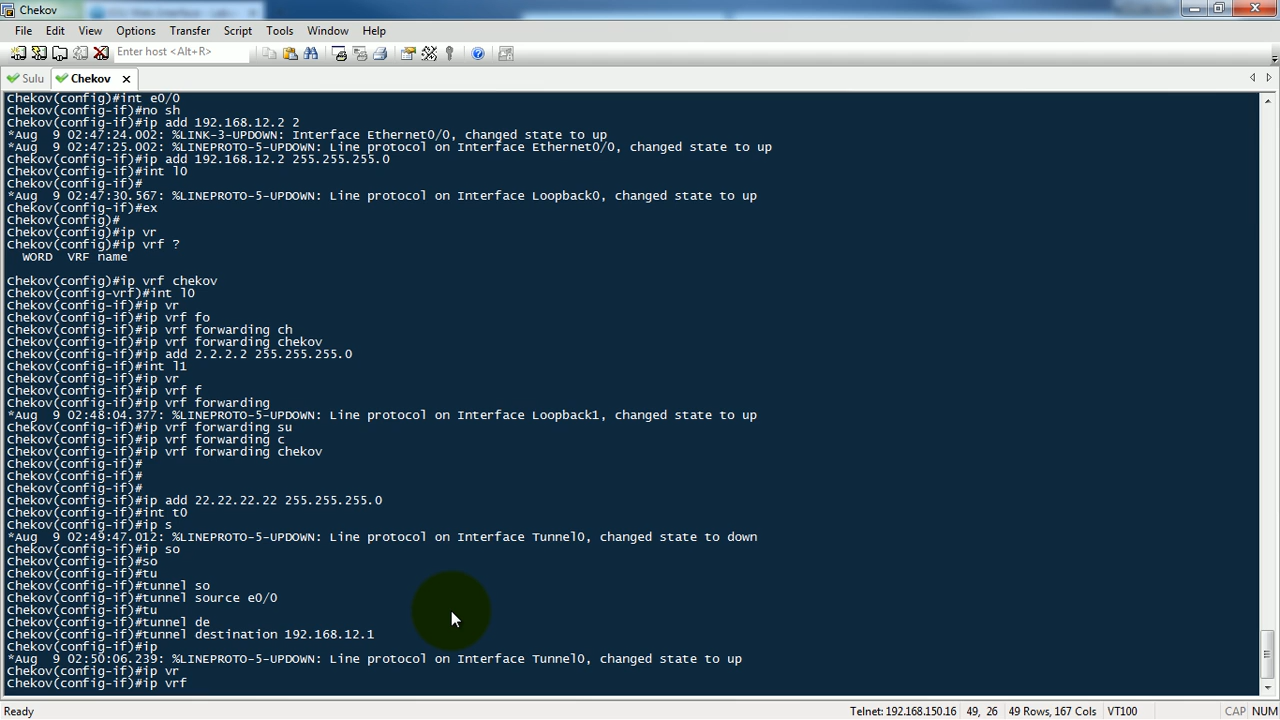 Chekov
File Edit View Options Transfer Script Tools Window Help
Enter host <Alt+R>
Sulu Chekov
Chekov(config)#int e0/0
Chekov(config-if)#no sh
Chekov(config-if)#ip add 192.168.12.2 2
*Aug  9 02:47:24.002: %LINK-3-UPDOWN: Interface Ethernet0/0, changed state to up
*Aug  9 02:47:25.002: %LINEPROTO-5-UPDOWN: Line protocol on Interface Ethernet0/0, changed state to up
Chekov(config-if)#ip add 192.168.12.2 255.255.255.0
Chekov(config-if)#int l0
Chekov(config-if)#
*Aug  9 02:47:30.567: %LINEPROTO-5-UPDOWN: Line protocol on Interface Loopback0, changed state to up
Chekov(config-if)#ex
Chekov(config)#
Chekov(config)#ip vr
Chekov(config)#ip vrf ?
  WORD  VRF name
Chekov(config)#ip vrf chekov
Chekov(config-vrf)#int l0
Chekov(config-if)#ip vr
Chekov(config-if)#ip vrf fo
Chekov(config-if)#ip vrf forwarding ch
Chekov(config-if)#ip vrf forwarding chekov
Chekov(config-if)#ip add 2.2.2.2 255.255.255.0
Chekov(config-if)#int l1
Chekov(config-if)#ip vr
Chekov(config-if)#ip vrf f
Chekov(config-if)#ip vrf forwarding
*Aug  9 02:48:04.377: %LINEPROTO-5-UPDOWN: Line protocol on Interface Loopback1, changed state to up
Chekov(config-if)#ip vrf forwarding su
Chekov(config-if)#ip vrf forwarding c
Chekov(config-if)#ip vrf forwarding chekov
Chekov(config-if)#
Chekov(config-if)#
Chekov(config-if)#
Chekov(config-if)#ip add 22.22.22.22 255.255.255.0
Chekov(config-if)#int t0
Chekov(config-if)#ip s
*Aug  9 02:49:47.012: %LINEPROTO-5-UPDOWN: Line protocol on Interface Tunnel0, changed state to down
Chekov(config-if)#ip so
Chekov(config-if)#so
Chekov(config-if)#tu
Chekov(config-if)#tunnel so
Chekov(config-if)#tunnel source e0/0
Chekov(config-if)#tu
Chekov(config-if)#tunnel de
Chekov(config-if)#tunnel destination 192.168.12.1
Chekov(config-if)#ip
*Aug  9 02:50:06.239: %LINEPROTO-5-UPDOWN: Line protocol on Interface Tunnel0, changed state to up
Chekov(config-if)#ip vr
Chekov(config-if)#ip vrf
Ready Telnet: 192.168.150.16 49, 26 49 Rows, 167 Cols VT100 CAP NUM